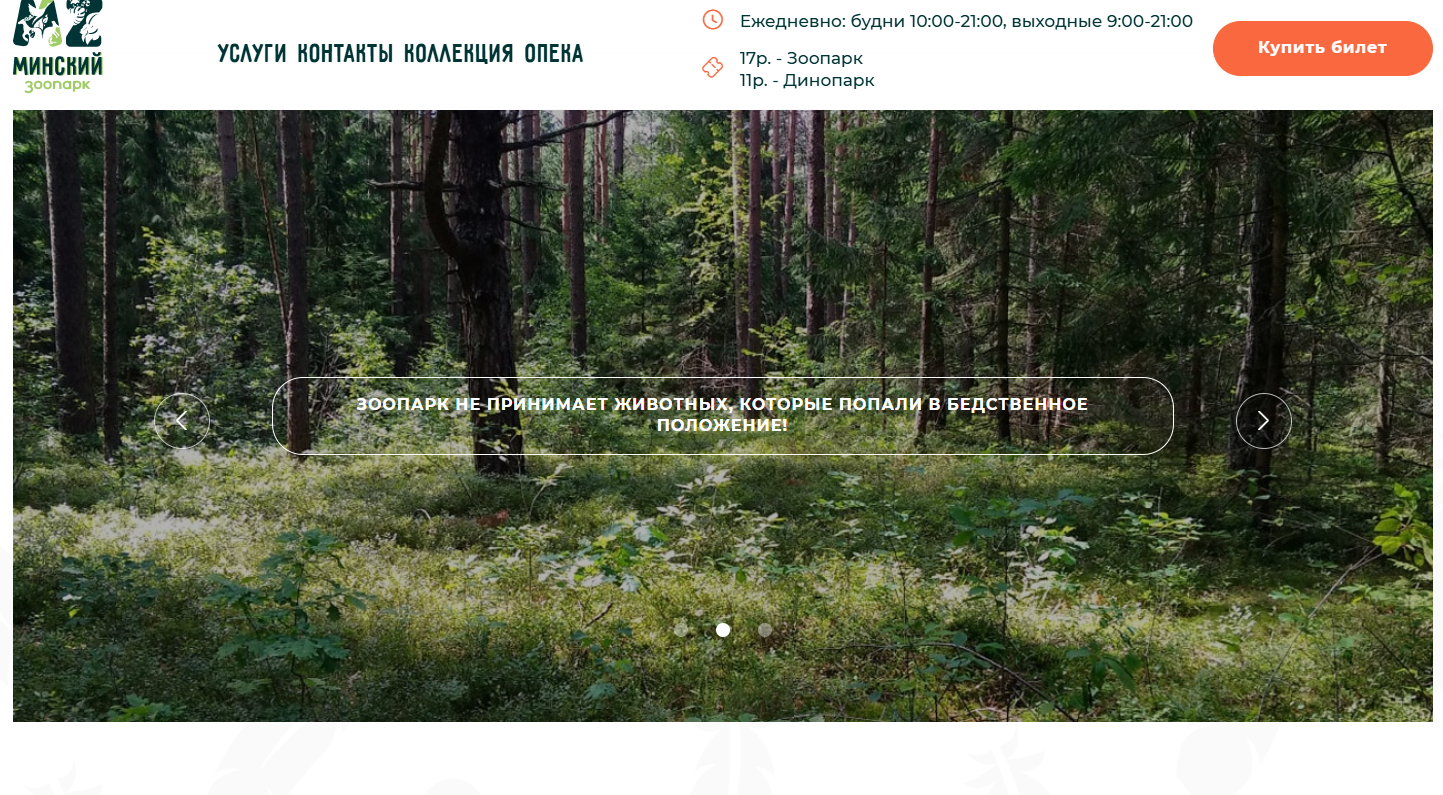 МИНСКИЙ
зоопарк
УСЛУГИ КОНТАКТЫ КОЛЛЕКЦИЯ ОПЕКА
Ежедневно: будни 10:00-21:00, выходные 9:00-21:00
17р. - Зоопарк
11р. - Динопарк
Купить билет
ЗООПАРК НЕ ПРИНИМАЕТ ЖИВОТНЫХ, КОТОРЫЕ ПОПАЛИ В БЕДСТВЕННОЕ
ПОЛОЖЕНИЕ!